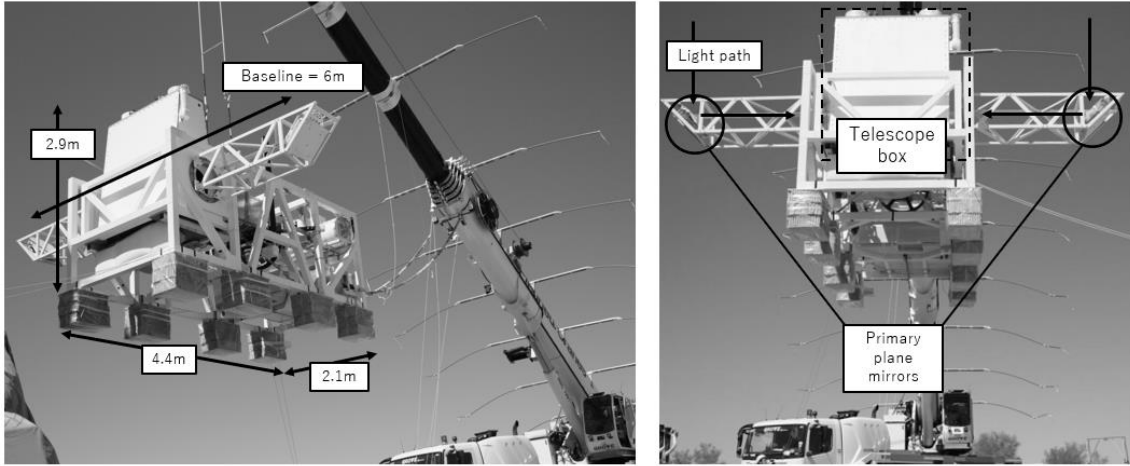 Baseline = 6m
2.9m
4.4m
2.1m
Light path
Telescope
box
Primary
plane
mirrors